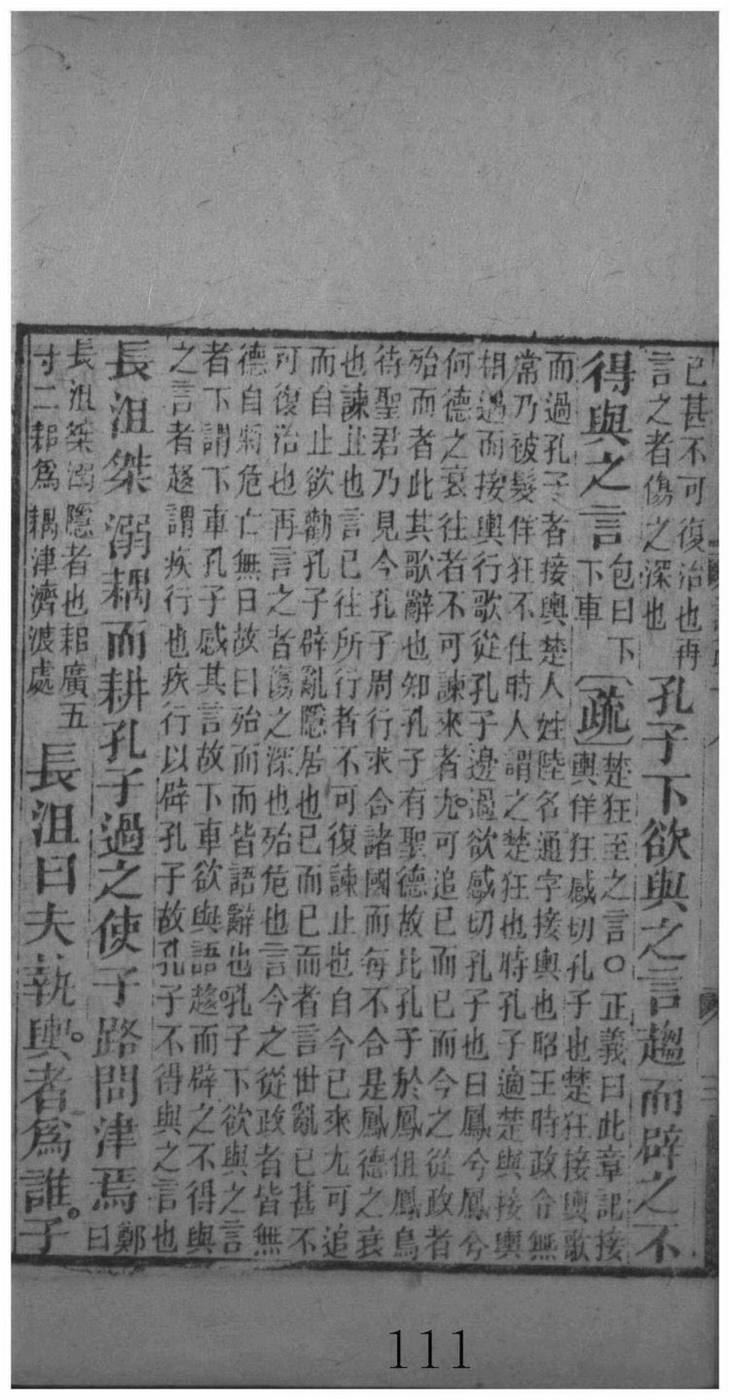 已甚不可復治也再
言之者傷之深也
孔子下欲與之言趨而辟之不
得與之言
包曰下
下車
〔疏〕
楚狂至之言○正義曰此章記接
輿佯狂感切孔子也楚狂接輿歌
而過孔子者接輿楚人姓陸名通字接輿也昭王時政令無
常乃被髮佯狂不仕時人謂之楚狂也時孔子適楚與接輿
相遇而接輿行歌從孔子邊過欲感切孔子也曰鳳兮鳳兮
何德之衰往者不可諫來者尤可追已而已而今之從政者
殆而者此其歌辭也知孔子有聖德故比孔子於鳳但鳳鳥
待聖君乃見今孔子周行求合諸國而每不合是鳳德之衰
也諫止也言已往所行者不可復諫止也自今已來尤可追
而自止欲勸孔子辟亂隱居也已而已而者言世亂已甚不
可復治也再言之者傷之深也殆危也言今之從政者皆無
德自將危亡無日故曰殆而而皆語辭也孔子下欲與之言
者下謂下車孔子感其言故下車欲與語趨而辟之不得與
之言者趨謂疾行也疾行以辟孔子故孔子不得與之言也
長沮桀溺耦而耕孔子過之使子路問津焉
鄭
曰
長沮桀溺隱者也耜廣五
寸二耜爲耦津濟渡處
長沮曰夫執輿者爲誰子
111